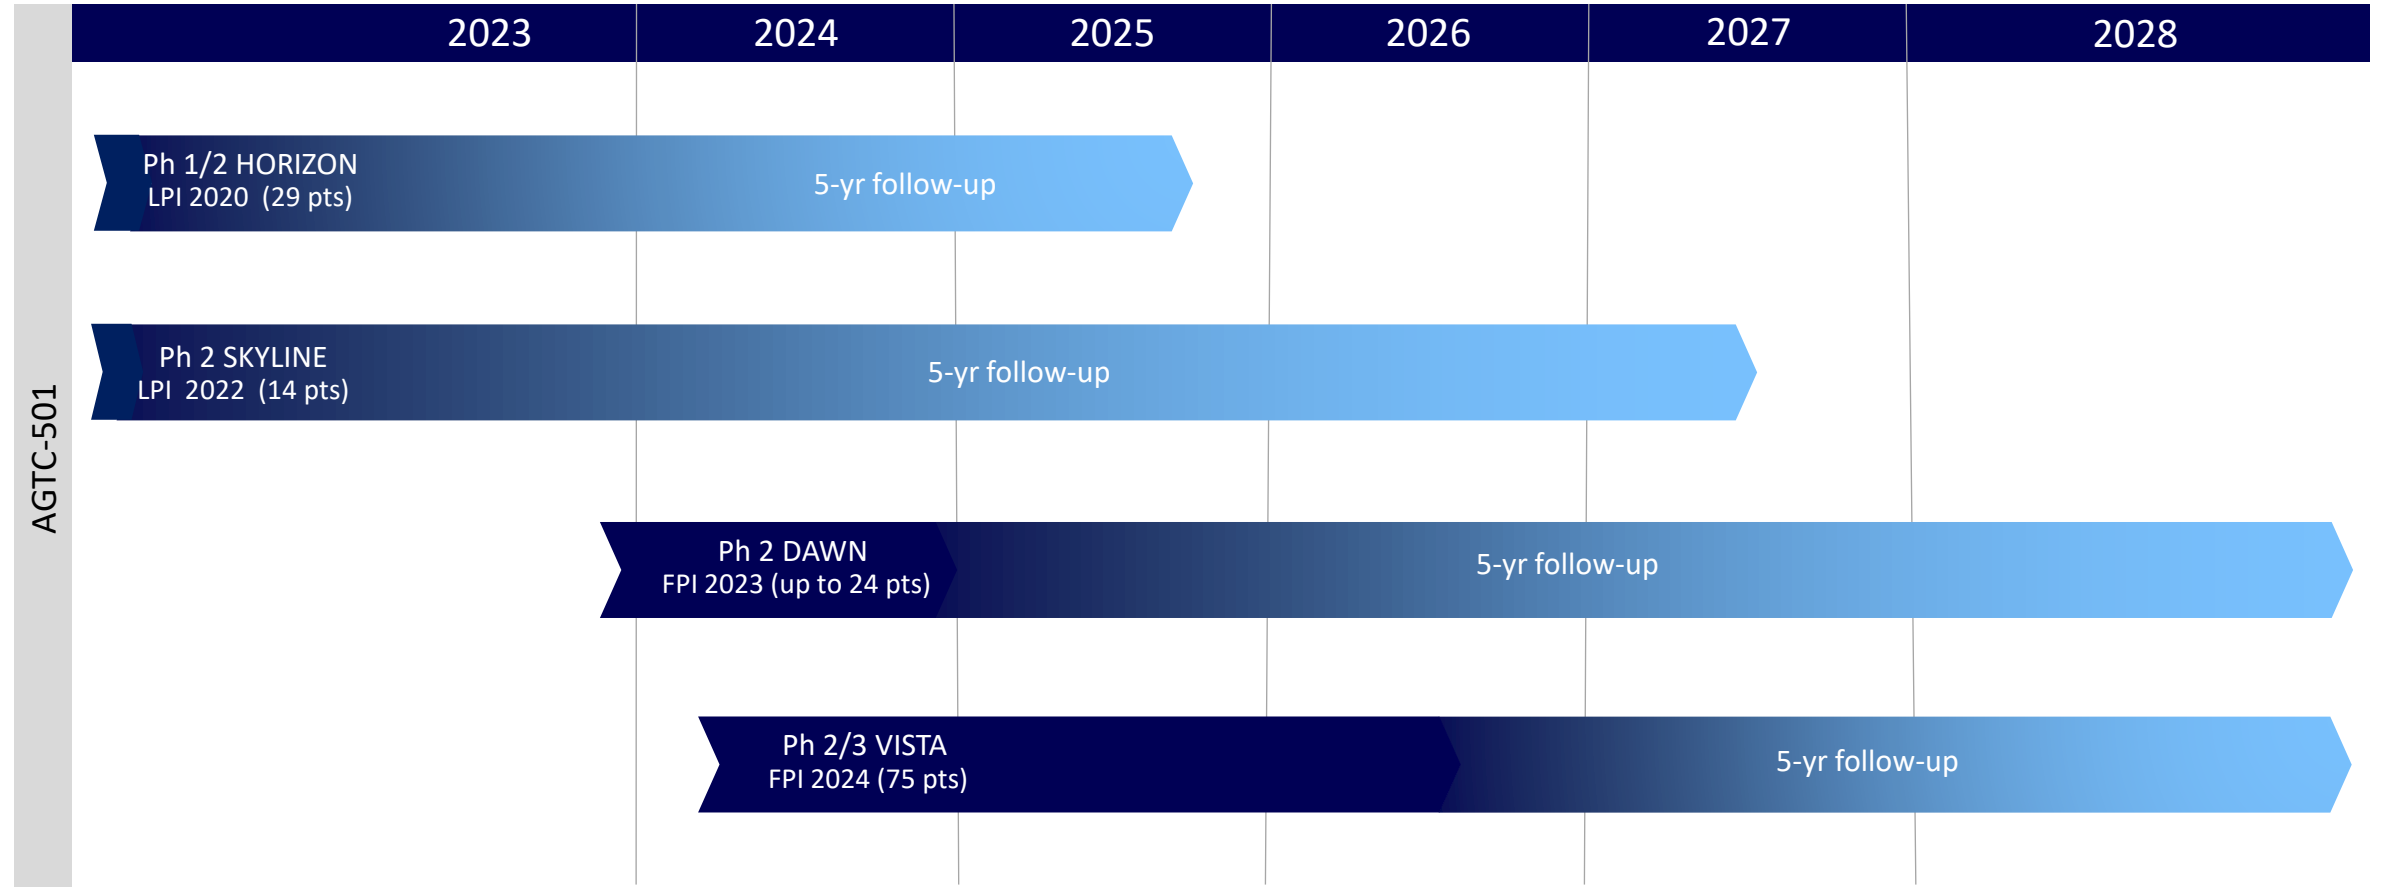 2023 2024 2025 2026 2027 2028
AGTC-501
Ph 1/2 HORIZON
LPI 2020 (29 pts)
5-yr follow-up
Ph 2 SKYLINE
LPI 2022 (14 pts)
5-yr follow-up
Ph 2 DAWN
FPI 2023 (up to 24 pts)
5-yr follow-up
Ph 2/3 VISTA
FPI 2024 (75 pts)
5-yr follow-up